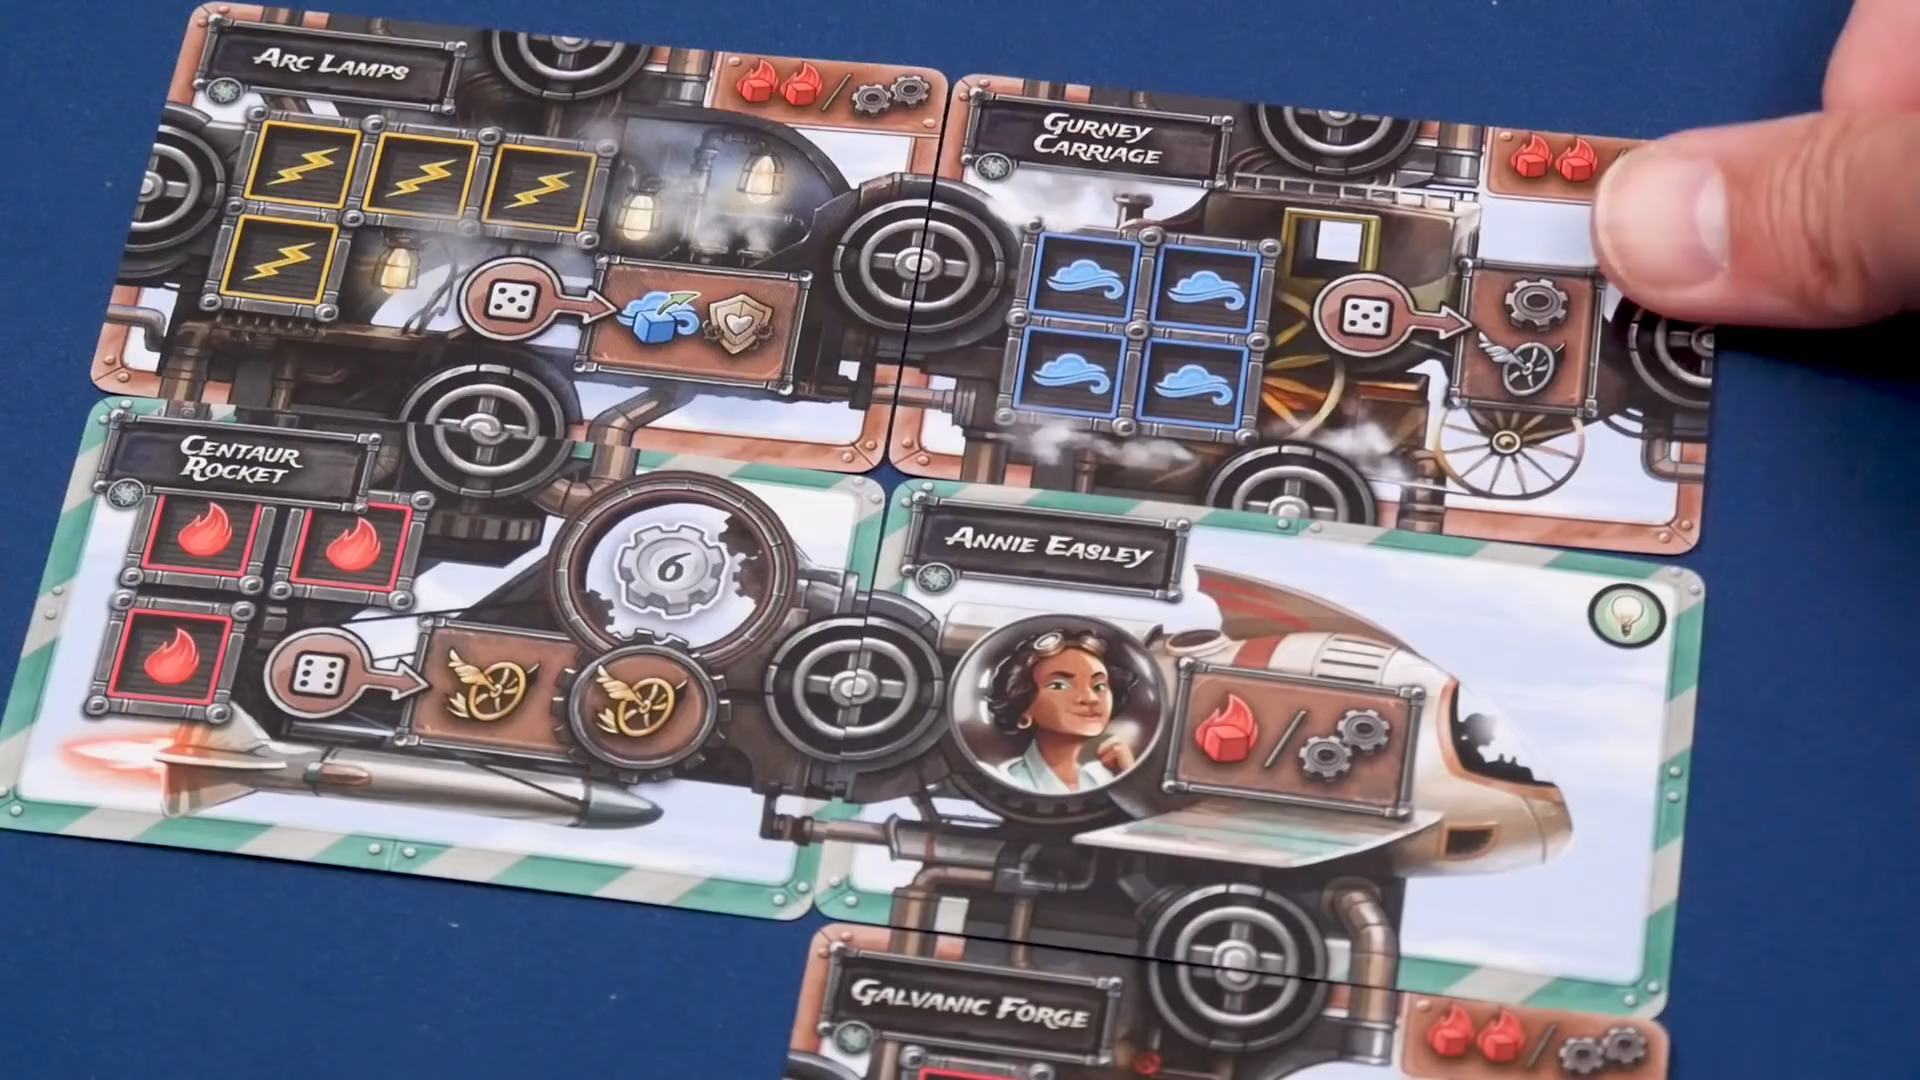 ARC LAMPS
GURNEY
CARRIAGE
CENTAUR
ROCKET
6
ANNIE EASLEY
GALVANIC FORGE